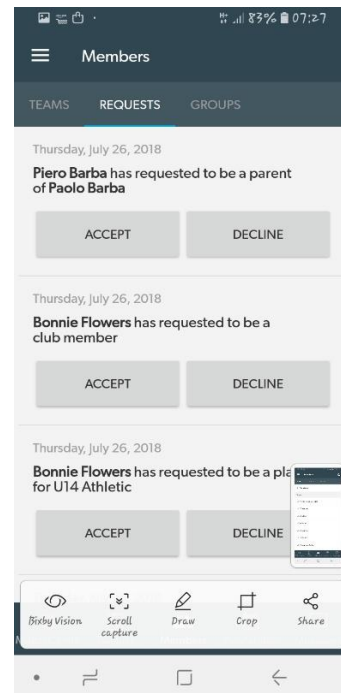 83% 07:27
Members
TEAMS REQUESTS GROUPS
Thursday, July 26, 2018
Piero Barba has requested to be a parent
of Paolo Barba
ACCEPT DECLINE
Thursday, July 26, 2018
Bonnie Flowers has requested to be a
club member
ACCEPT DECLINE
Thursday, July 26, 2018
Bonnie Flowers has requested to be a pla
for U14 Athletic
ACCEPT DECLINE
Bixby Vision Scroll Draw Crop Share
capture